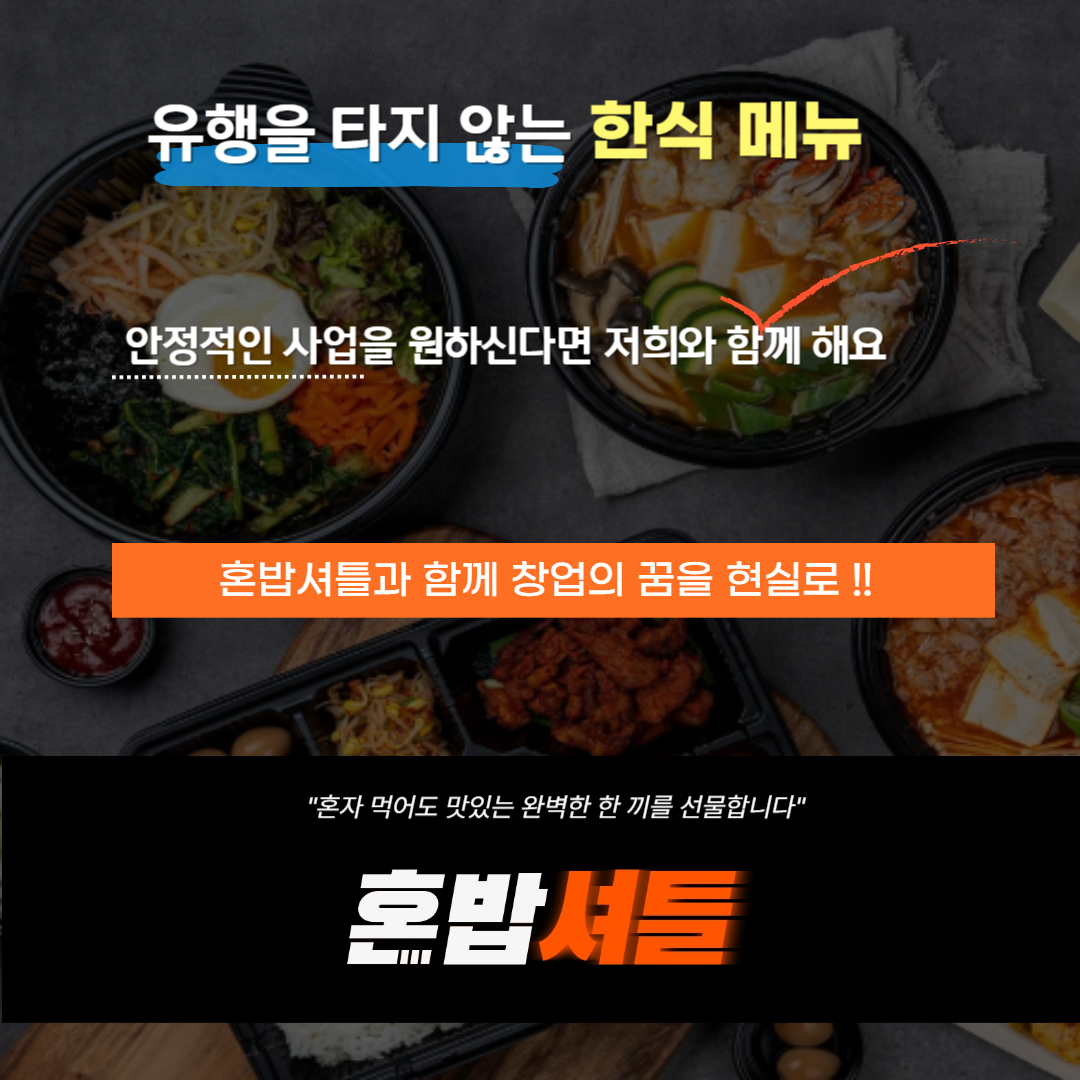 유행을 타지 않는 한식 메뉴
안정적인 사업을 원하신다면 저희와 함께 해요
혼밥셔틀과 함께 창업의 꿈을 현실로 !!
"혼자 먹어도 맛있는 완벽한 한 끼를 선물합니다"
혼밥셔틀